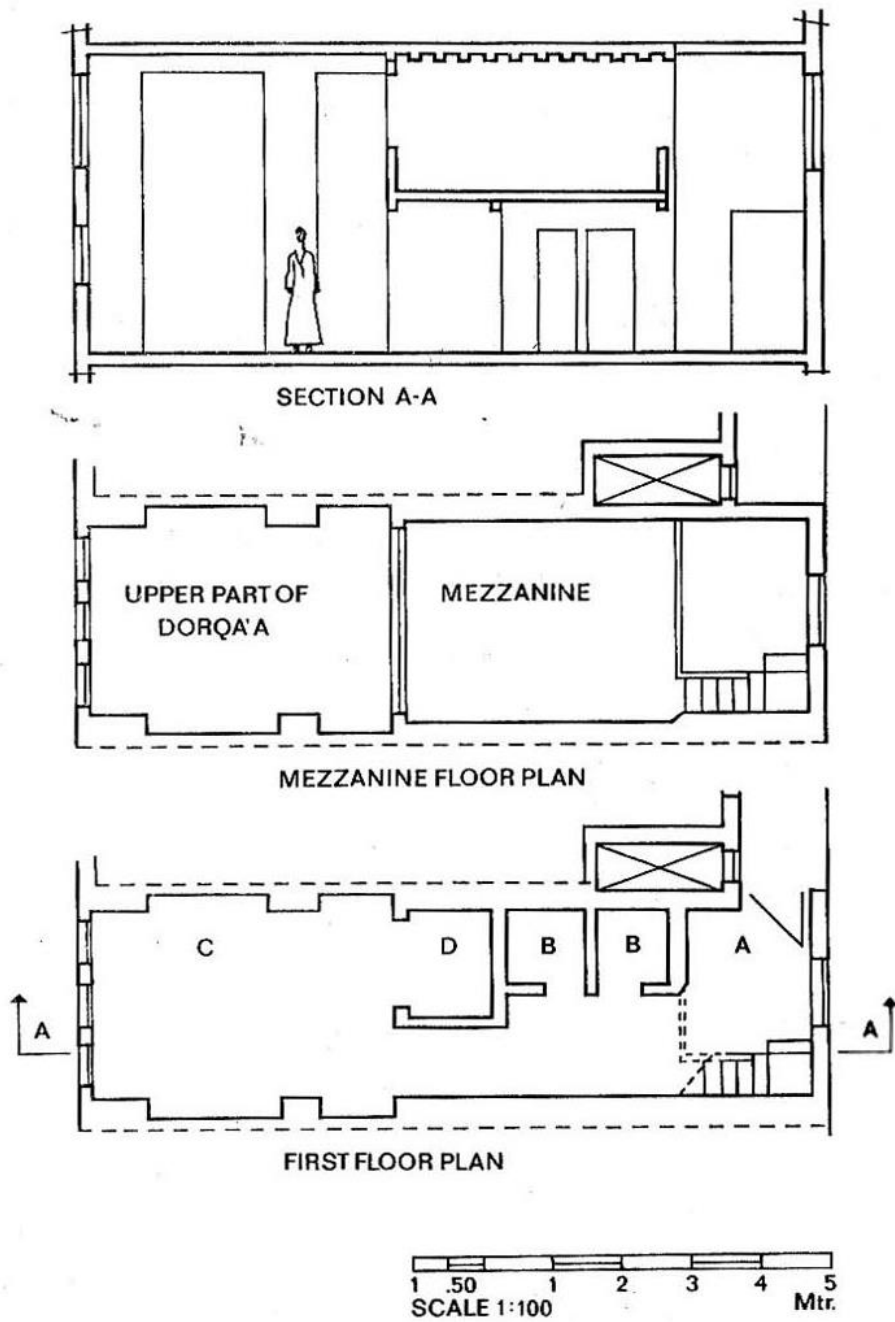 SECTION A-A
UPPER PART OF
DORQA'A
MEZZANINE
MEZZANINE FLOOR PLAN
C
D
B
B
A
A
A
FIRST FLOOR PLAN
1 .50 1 2 3 4 5
SCALE 1:100
Mtr.